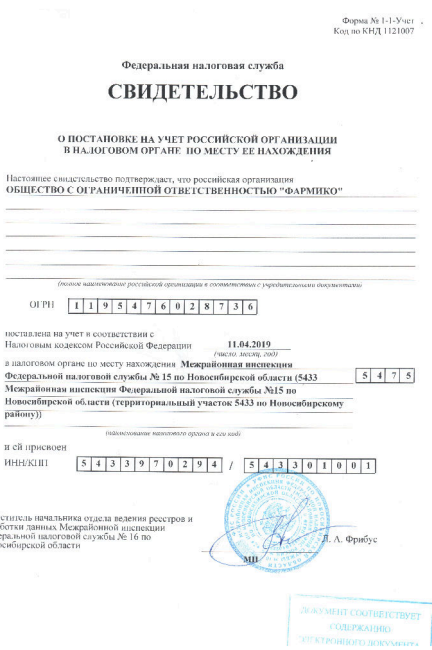 Форма № 1-1-Учет
Код по КНД 1121007
Федеральная налоговая служба
СВИДЕТЕЛЬСТВО
О ПОСТАНОВКЕ НА УЧЕТ РОССИЙСКОЙ ОРГАНИЗАЦИИ
В НАЛОГОВОМ ОРГАНЕ ПО МЕСТУ ЕЕ НАХОЖДЕНИЯ
Настоящее свидетельство подтверждает, что российская организация
ОБЩЕСТВО С ОГРАНИЧЕННОЙ ОТВЕТСТВЕННОСТЬЮ "ФАРМИКО"
(полное наименование российской организации в соответствии с учредительными документами)
ОГРН 1 1 9 5 4 7 6 0 2 8 7 3 6
поставлена на учет в соответствии с
Налоговым кодексом Российской Федерации 11.04.2019
(число, месяц, год)
в налоговом органе по месту нахождения Межрайонная инспекция
Федеральной налоговой службы № 15 по Новосибирской области (5433 5 4 7 5
Межрайонная инспекция Федеральной налоговой службы №15 по
Новосибирской области (территориальный участок 5433 по Новосибирскому
району))
(наименование налогового органа и его код)
и ей присвоен
ИНН/КПП 5 4 3 3 9 7 0 2 9 4 / 5 4 3 3 0 1 0 0 1
еститель начальника отдела ведения реестров и
ботки данных Межрайонной инспекции
еральной налоговой службы № 16 по
осибирской области
Л. А. Фрибус
МП
ДОКУМЕНТ СООТВЕТСТВУЕТ
СОДЕРЖАНИЮ
ЭЛЕКТРОННОГО ДОКУМЕНТА